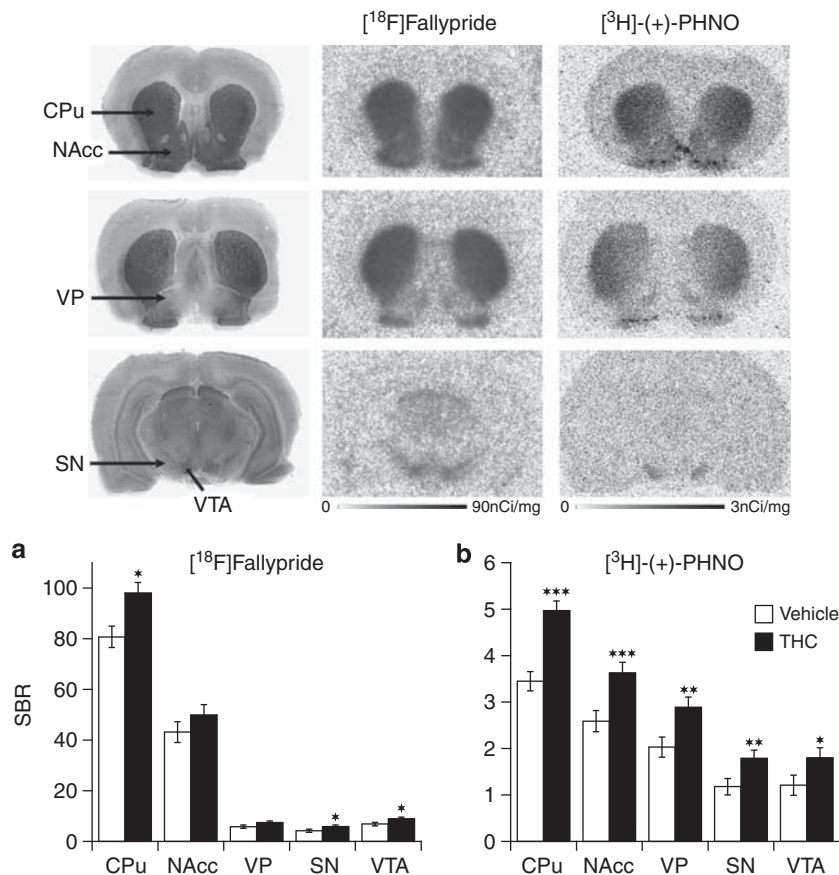 [¹⁸F]Fallypride [³H]-(+)-PHNO
CPu
NAcc
VP
SN
VTA
0 90nCi/mg 0 3nCi/mg
a [¹⁸F]Fallypride
SBR
100
80
60
40
20
0
*
*
*
CPu NAcc VP SN VTA
b [³H]-(+)-PHNO
6
5
4
3
2
1
0
***
***
**
**
*
Vehicle
THC
CPu NAcc VP SN VTA